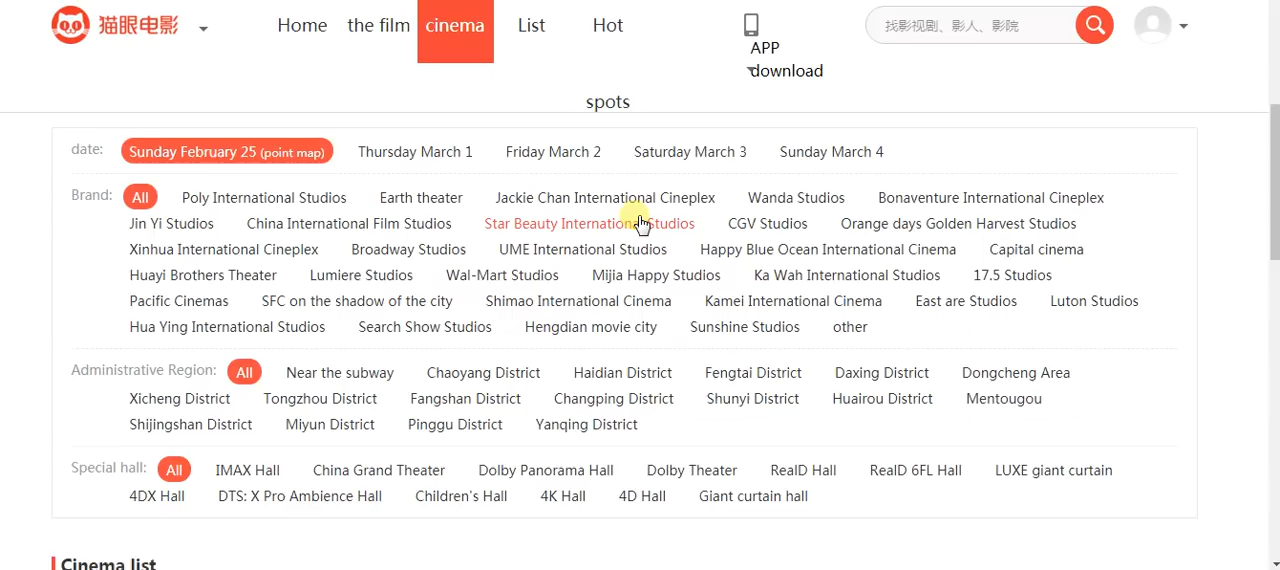 猫眼电影
Home the film cinema List Hot
spots
APP
download
找影视剧、影人、影院
date: Sunday February 25 (point map) Thursday March 1 Friday March 2 Saturday March 3 Sunday March 4
Brand: All Poly International Studios Earth theater Jackie Chan International Cineplex Wanda Studios Bonaventure International Cineplex
Jin Yi Studios China International Film Studios Star Beauty International Studios CGV Studios Orange days Golden Harvest Studios
Xinhua International Cineplex Broadway Studios UME International Studios Happy Blue Ocean International Cinema Capital cinema
Huayi Brothers Theater Lumiere Studios Wal-Mart Studios Mijia Happy Studios Ka Wah International Studios 17.5 Studios
Pacific Cinemas SFC on the shadow of the city Shimao International Cinema Kamei International Cinema East are Studios Luton Studios
Hua Ying International Studios Search Show Studios Hengdian movie city Sunshine Studios other
Administrative Region: All Near the subway Chaoyang District Haidian District Fengtai District Daxing District Dongcheng Area
Xicheng District Tongzhou District Fangshan District Changping District Shunyi District Huairou District Mentougou
Shijingshan District Miyun District Pinggu District Yanqing District
Special hall: All IMAX Hall China Grand Theater Dolby Panorama Hall Dolby Theater RealD Hall RealD 6FL Hall LUXE giant curtain
4DX Hall DTS: X Pro Ambience Hall Children's Hall 4K Hall 4D Hall Giant curtain hall
Cinema list